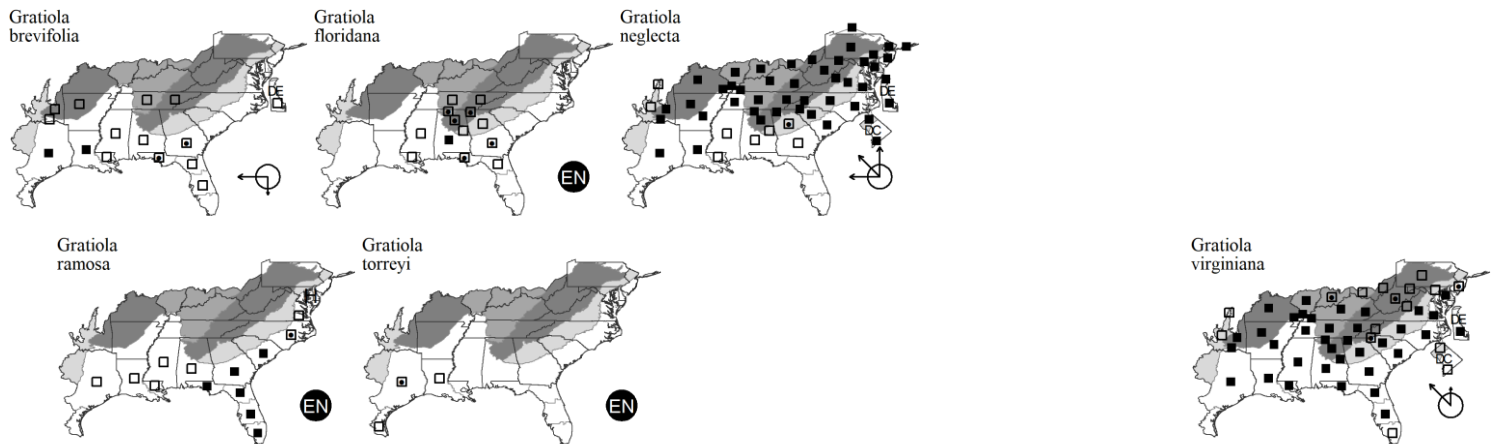 Gratiola
brevifolia
Gratiola
floridana
Gratiola
neglecta
DE
DE
DC
EN
Gratiola
ramosa
Gratiola
torreyi
Gratiola
virginiana
DE
DC
EN
EN